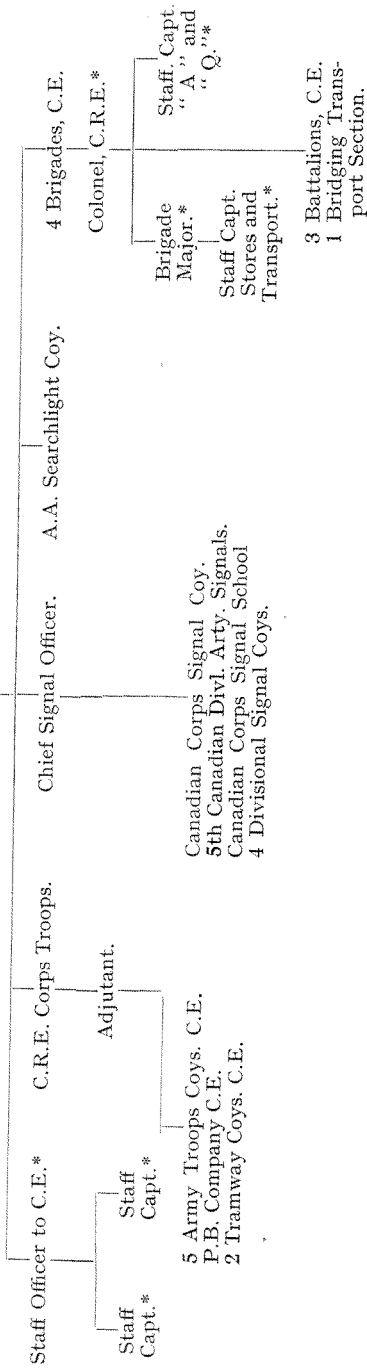 Staff Officer to C.E.*
Staff
Capt.*
Staff
Capt.*
C.R.E. Corps Troops.
Adjutant.
5 Army Troops Coys. C.E.
P.B. Company C.E.
2 Tramway Coys. C.E.
Chief Signal Officer.
Canadian Corps Signal Coy.
5th Canadian Divl. Arty. Signals.
Canadian Corps Signal School
4 Divisional Signal Coys.
A.A. Searchlight Coy.
4 Brigades, C.E.
Colonel, C.R.E.*
Brigade
Major.*
Staff Capt.
Stores and
Transport.*
Staff. Capt.
“ A ” and
“ Q.”*
3 Battalions, C.E.
1 Bridging Trans-
port Section.